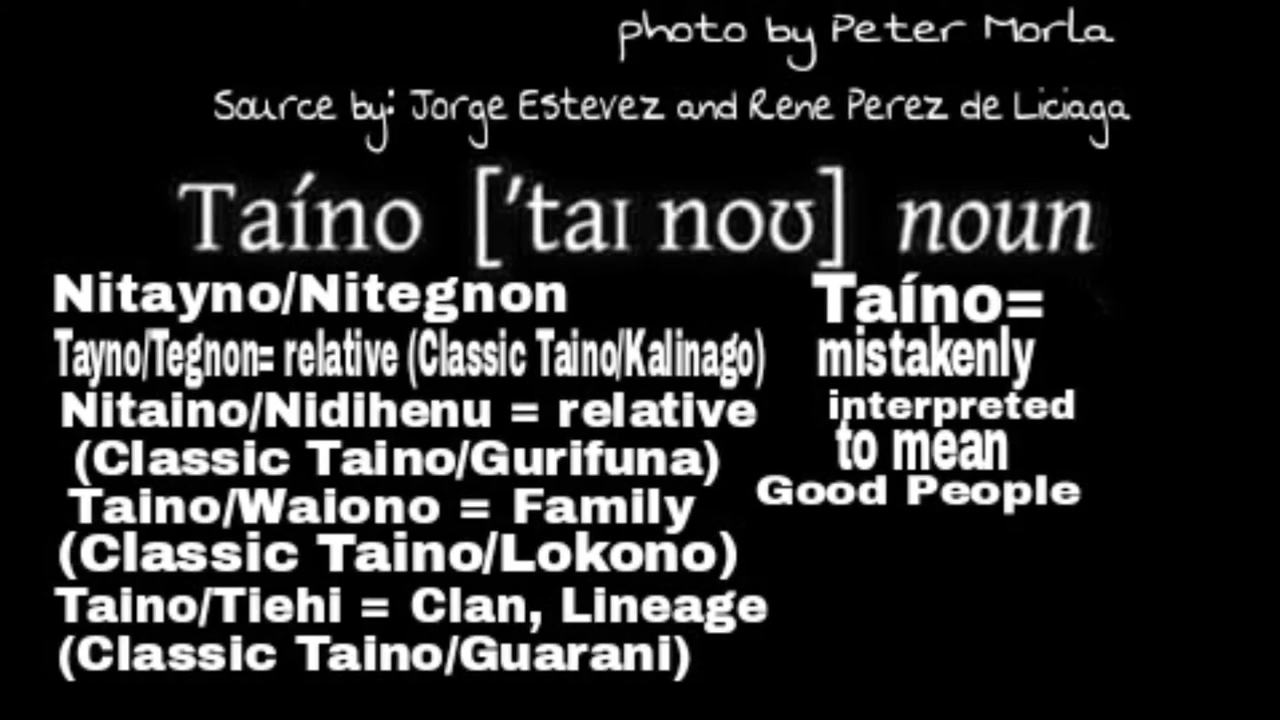 photo by Peter Morla
Source by: Jorge Estevez and Rene Perez de Liciaga
Taíno ['taɪ noʊ] noun
Nitayno/Nitegnon
Tayno/Tegnon= relative (Classic Taino/Kalinago)
Nitaino/Nidihenu = relative
(Classic Taino/Gurifuna)
Taino/Waiono = Family
(Classic Taino/Lokono)
Taino/Tiehi = Clan, Lineage
(Classic Taino/Guarani)
Taíno=
mistakenly
interpreted
to mean
Good People